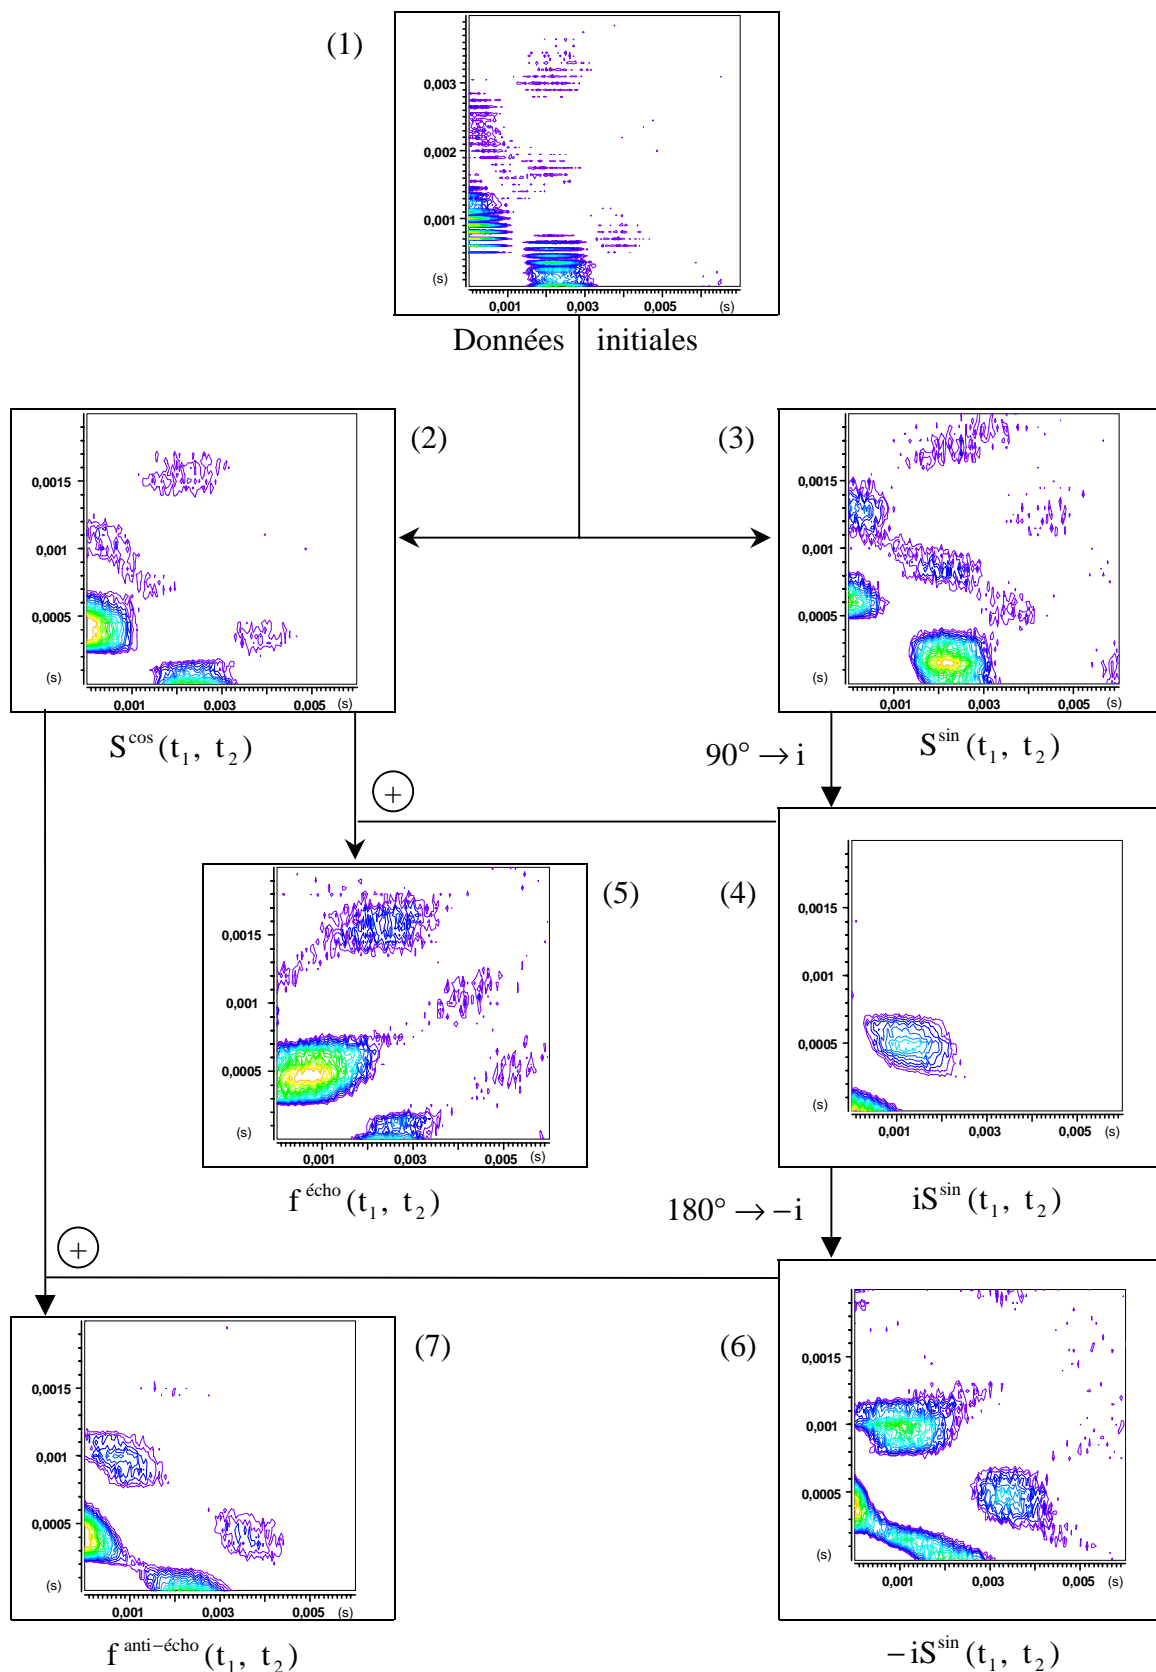 (1)
0,003
0,002
0,001
(s)
0,001 0,003 0,005 (s)
Données initiales
(2)
0,0015
0,001
0,0005
(s)
0,001 0,003 0,005 (s)
S^cos (t₁, t₂)
(3)
0,0015
0,001
0,0005
(s)
0,001 0,003 0,005 (s)
S^sin (t₁, t₂)
90° → i
+
(5)
0,0015
0,001
0,0005
(s)
0,001 0,003 0,005 (s)
f^écho (t₁, t₂)
(4)
0,0015
0,001
0,0005
(s)
0,001 0,003 0,005 (s)
iS^sin (t₁, t₂)
180° → −i
+
(7)
0,0015
0,001
0,0005
(s)
0,001 0,003 0,005 (s)
f^anti−écho (t₁, t₂)
(6)
0,0015
0,001
0,0005
(s)
0,001 0,003 0,005 (s)
−iS^sin (t₁, t₂)